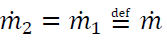 ṁ₂ = ṁ₁ ≝ ṁ